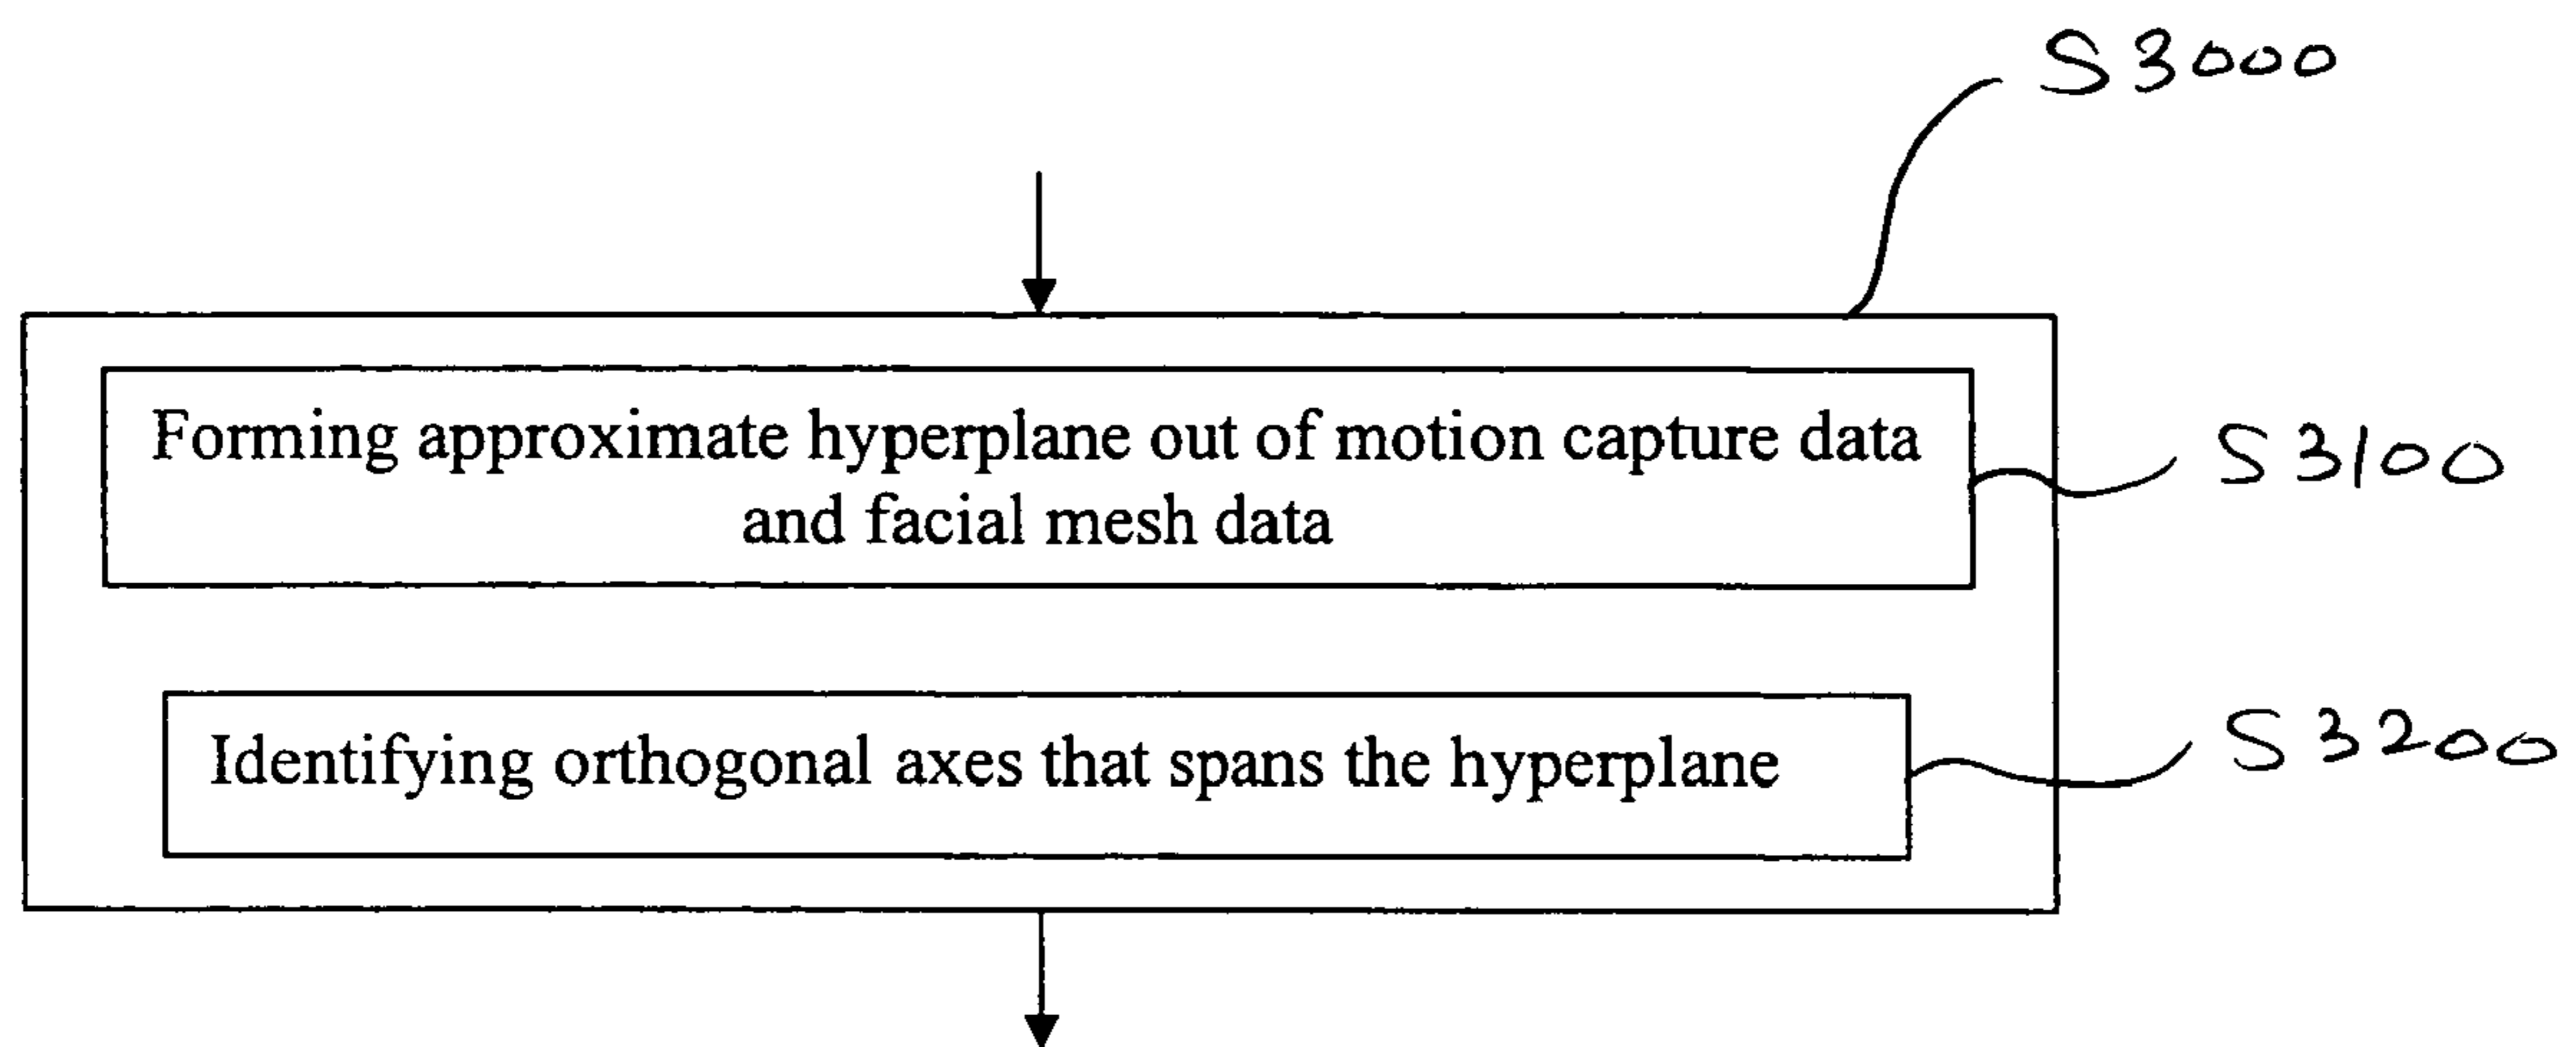 S3000
Forming approximate hyperplane out of motion capture data
and facial mesh data
S3100
Identifying orthogonal axes that spans the hyperplane
S3200